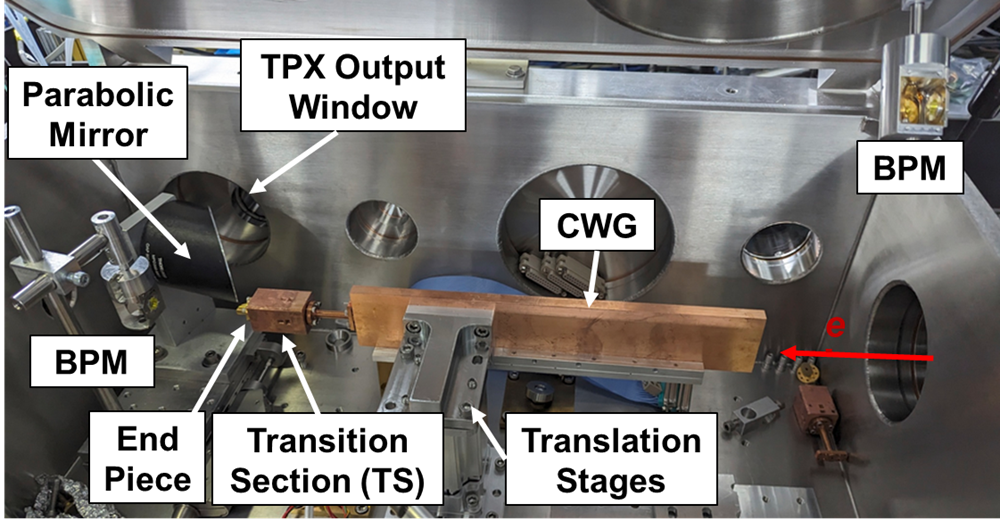 TPX Output
Window
Parabolic
Mirror
BPM
CWG
e
BPM
End
Piece
Transition
Section (TS)
Translation
Stages